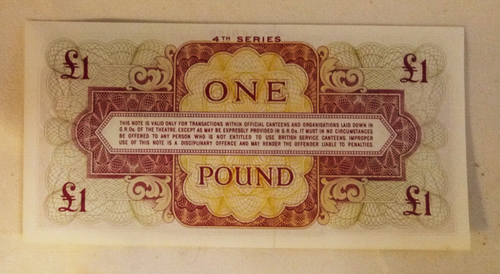 4TH SERIES
£1 £1
ONE
THIS NOTE IS VALID ONLY FOR TRANSACTIONS WITHIN OFFICIAL CANTEENS AND ORGANISATIONS LAID DOWN IN
G.R.Os. OF THE THEATRE EXCEPT AS MAY BE EXPRESSLY PROVIDED IN G.R.Os. IT MUST IN NO CIRCUMSTANCES
BE OFFERED TO ANY PERSON WHO IS NOT ENTITLED TO USE BRITISH SERVICE CANTEENS. IMPROPER
USE OF THIS NOTE IS A DISCIPLINARY OFFENCE AND MAY RENDER THE OFFENDER LIABLE TO PENALTIES.
POUND
£1 £1